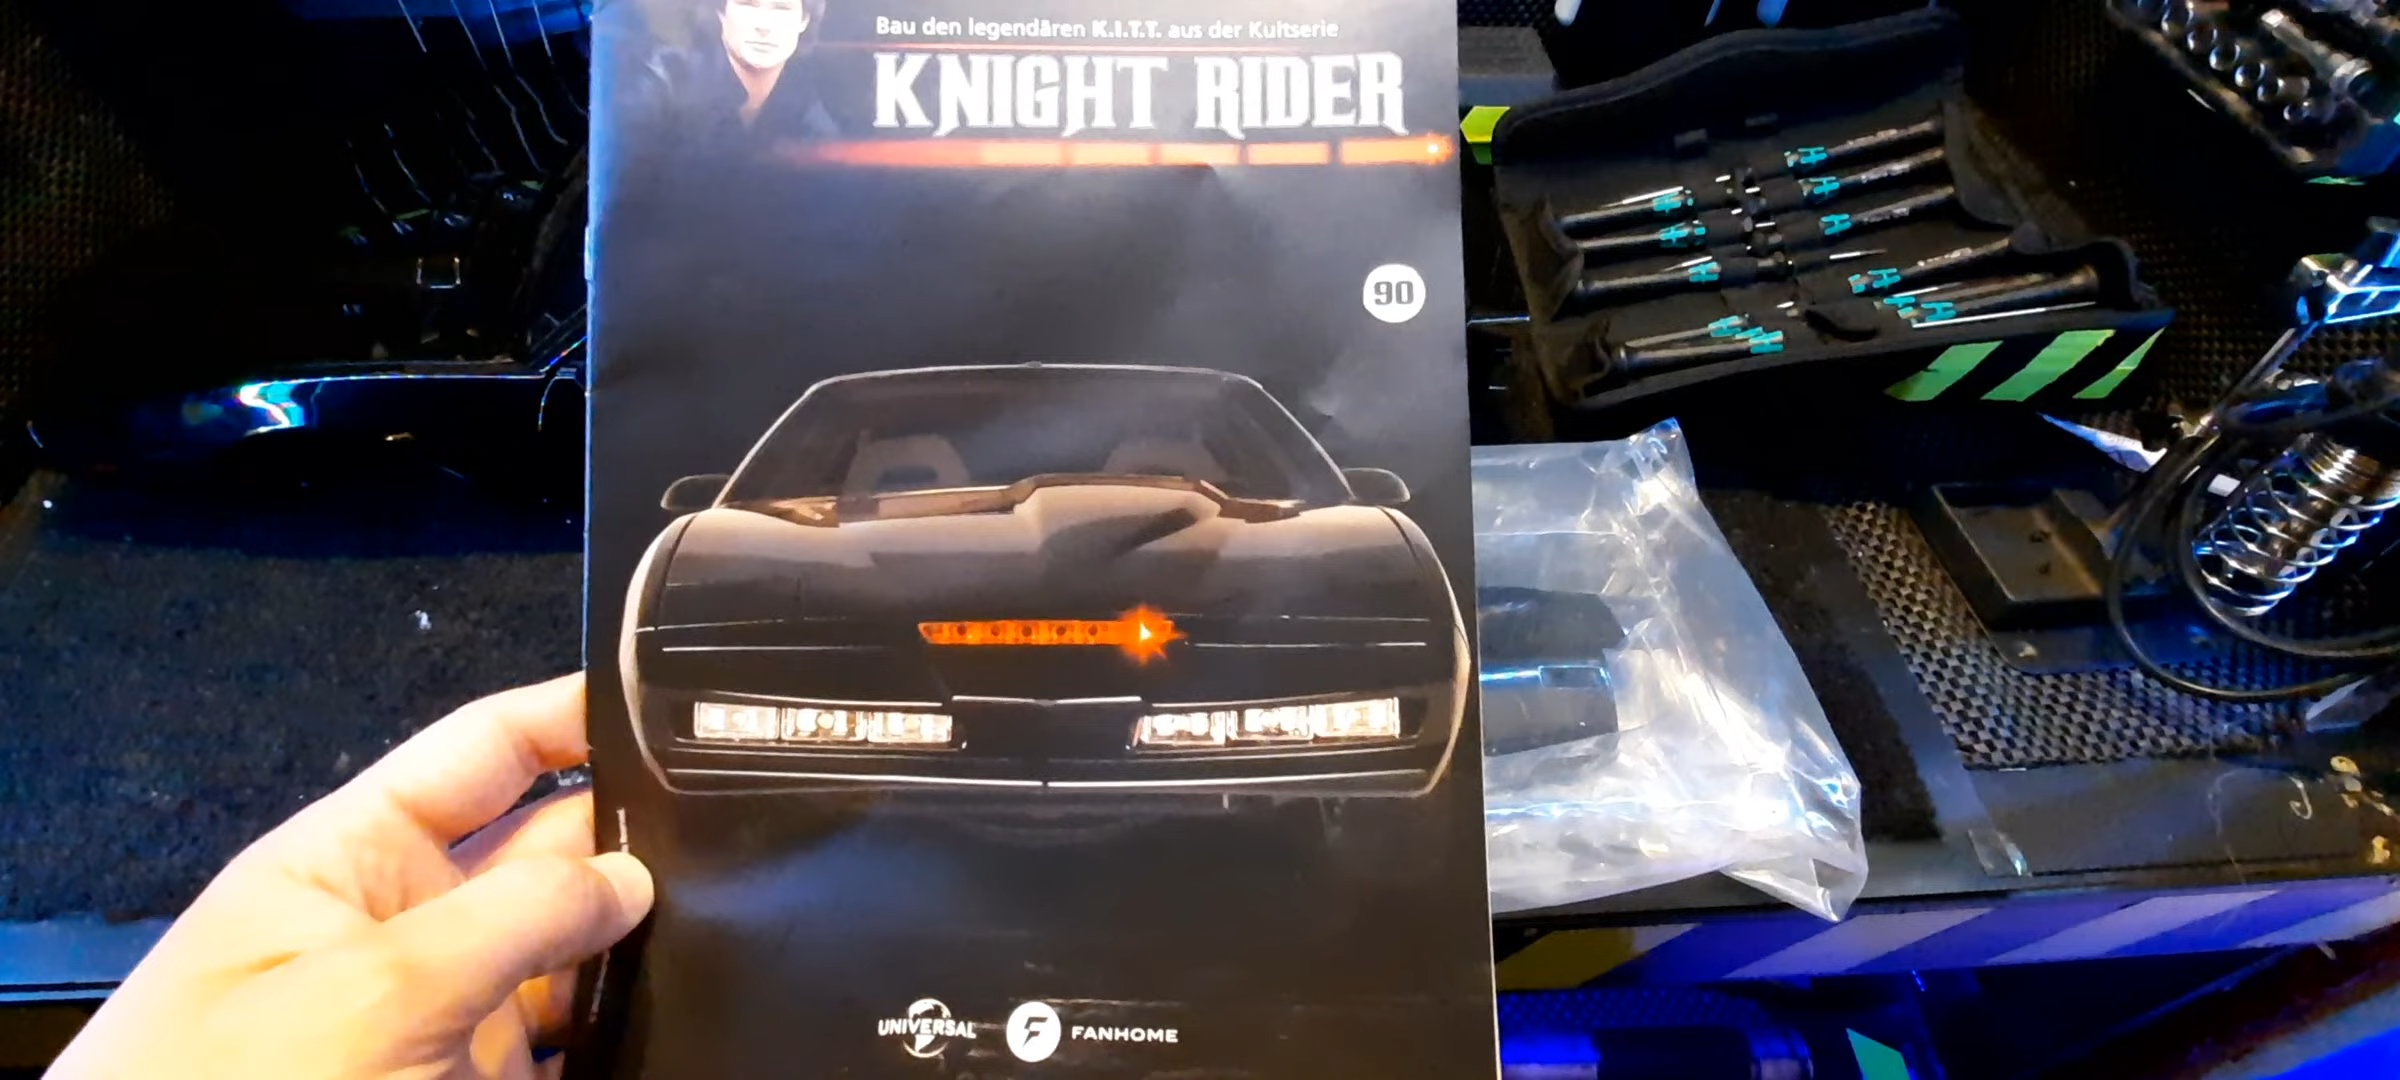 Bau den legendären K.I.T.T. aus der Kultserie
KNIGHT RIDER
90
UNIVERSAL
FANHOME